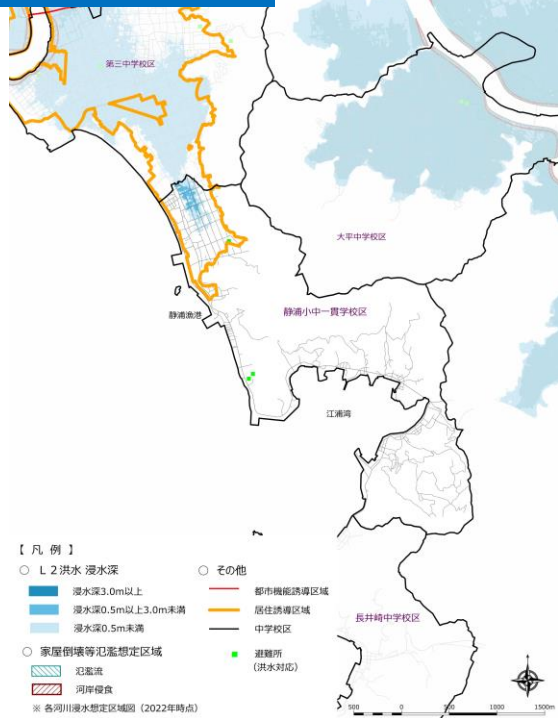 第三中学校区
大平中学校区
静浦漁港
静浦小中一貫学校区
江浦湾
長井崎中学校区
【 凡 例 】
○ L2洪水 浸水深
浸水深3.0m以上
浸水深0.5m以上3.0m未満
浸水深0.5m未満
○ 家屋倒壊等氾濫想定区域
氾濫流
河岸侵食
※ 各河川浸水想定区域図（2022年時点）
○ その他
都市機能誘導区域
居住誘導区域
中学校区
避難所
（洪水対応）
500 0 500 1000 1500m